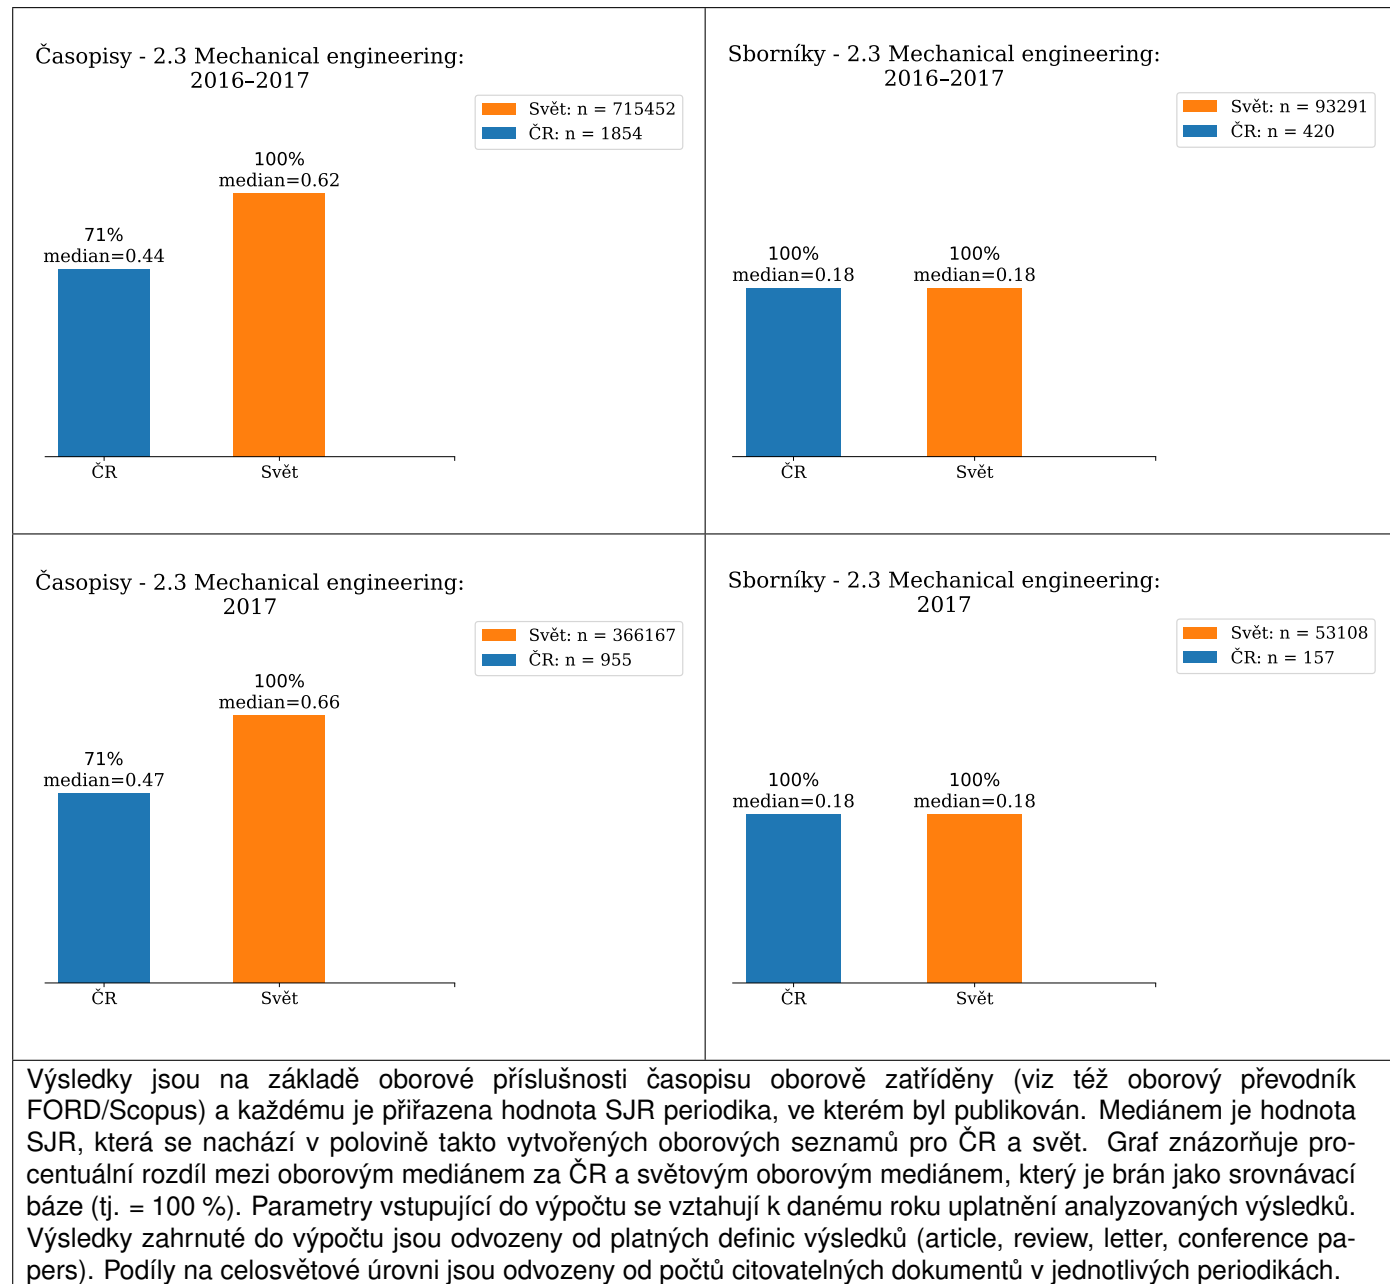 Časopisy - 2.3 Mechanical engineering:
2016–2017
Svět: n = 715452
ČR: n = 1854
100%
median=0.62
71%
median=0.44
ČR
Svět
Sborníky - 2.3 Mechanical engineering:
2016–2017
Svět: n = 93291
ČR: n = 420
100%
median=0.18
100%
median=0.18
ČR
Svět
Časopisy - 2.3 Mechanical engineering:
2017
Svět: n = 366167
ČR: n = 955
100%
median=0.66
71%
median=0.47
ČR
Svět
Sborníky - 2.3 Mechanical engineering:
2017
Svět: n = 53108
ČR: n = 157
100%
median=0.18
100%
median=0.18
ČR
Svět
Výsledky jsou na základě oborové příslušnosti časopisu oborově zatříděny (viz též oborový převodník
FORD/Scopus) a každému je přiřazena hodnota SJR periodika, ve kterém byl publikován. Mediánem je hodnota
SJR, která se nachází v polovině takto vytvořených oborových seznamů pro ČR a svět. Graf znázorňuje pro-
centuální rozdíl mezi oborovým mediánem za ČR a světovým oborovým mediánem, který je brán jako srovnávací
báze (tj. = 100 %). Parametry vstupující do výpočtu se vztahují k danému roku uplatnění analyzovaných výsledků.
Výsledky zahrnuté do výpočtu jsou odvozeny od platných definic výsledků (article, review, letter, conference pa-
pers). Podíly na celosvětové úrovni jsou odvozeny od počtů citovatelných dokumentů v jednotlivých periodikách.